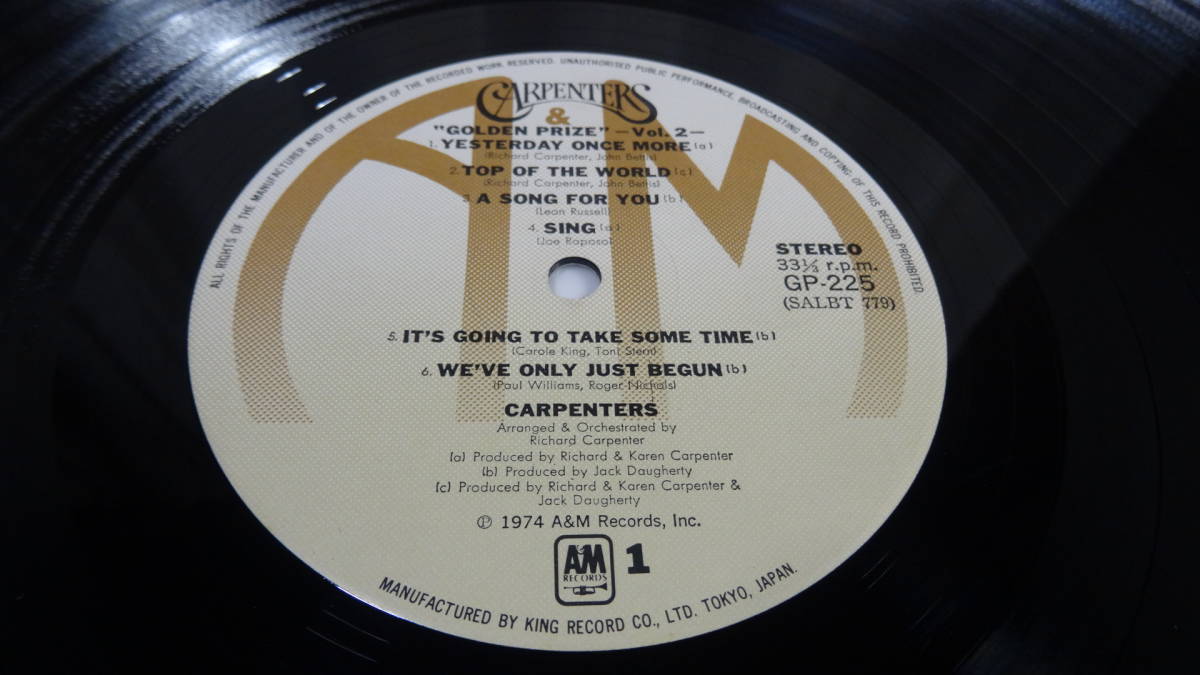 ALL RIGHTS OF THE MANUFACTURER AND OF THE OWNER OF THE RECORDED WORK RESERVED. UNAUTHORISED PUBLIC PERFORMANCE, BROADCASTING AND COPYING OF THIS RECORD PROHIBITED.
CARPENTERS
&
"GOLDEN PRIZE" —Vol. 2—
1. YESTERDAY ONCE MORE (a)
(Richard Carpenter, John Bettis)
2. TOP OF THE WORLD (c)
(Richard Carpenter, John Bettis)
3. A SONG FOR YOU (b)
(Lean Russell)
4. SING (a)
(Joe Raposo)
STEREO
33⅓ r.p.m.
GP-225
(SALBT 779)
5. IT'S GOING TO TAKE SOME TIME (b)
(Carole King, Toni Stern)
6. WE'VE ONLY JUST BEGUN (b)
(Paul Williams, Roger Nichols)
CARPENTERS
Arranged & Orchestrated by
Richard Carpenter
(a) Produced by Richard & Karen Carpenter
(b) Produced by Jack Daugherty
(c) Produced by Richard & Karen Carpenter &
Jack Daugherty
℗ 1974 A&M Records, Inc.
A&M
RECORDS
1
MANUFACTURED BY KING RECORD CO., LTD. TOKYO, JAPAN.